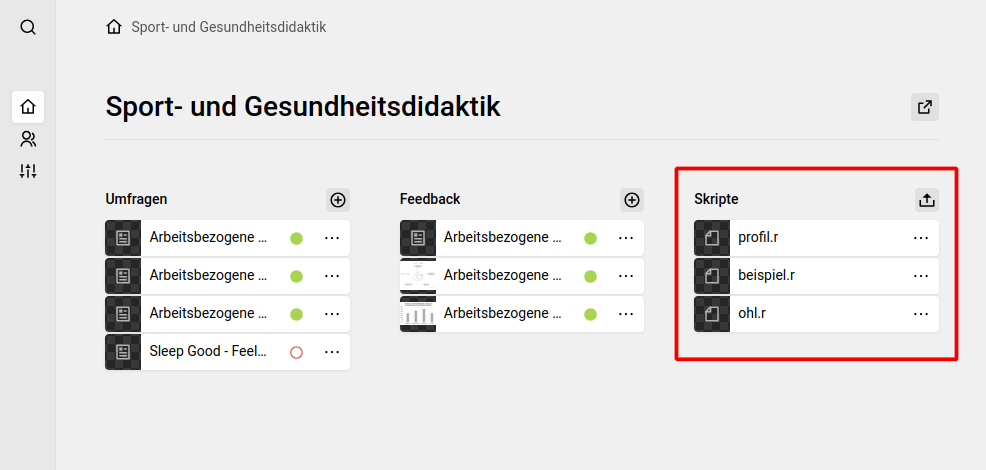 Sport- und Gesundheitsdidaktik
Sport- und Gesundheitsdidaktik
Umfragen
Arbeitsbezogene ...
Arbeitsbezogene ...
Arbeitsbezogene ...
Sleep Good - Feel...
Feedback
Arbeitsbezogene ...
Arbeitsbezogene ...
Arbeitsbezogene ...
Skripte
profil.r
beispiel.r
ohl.r